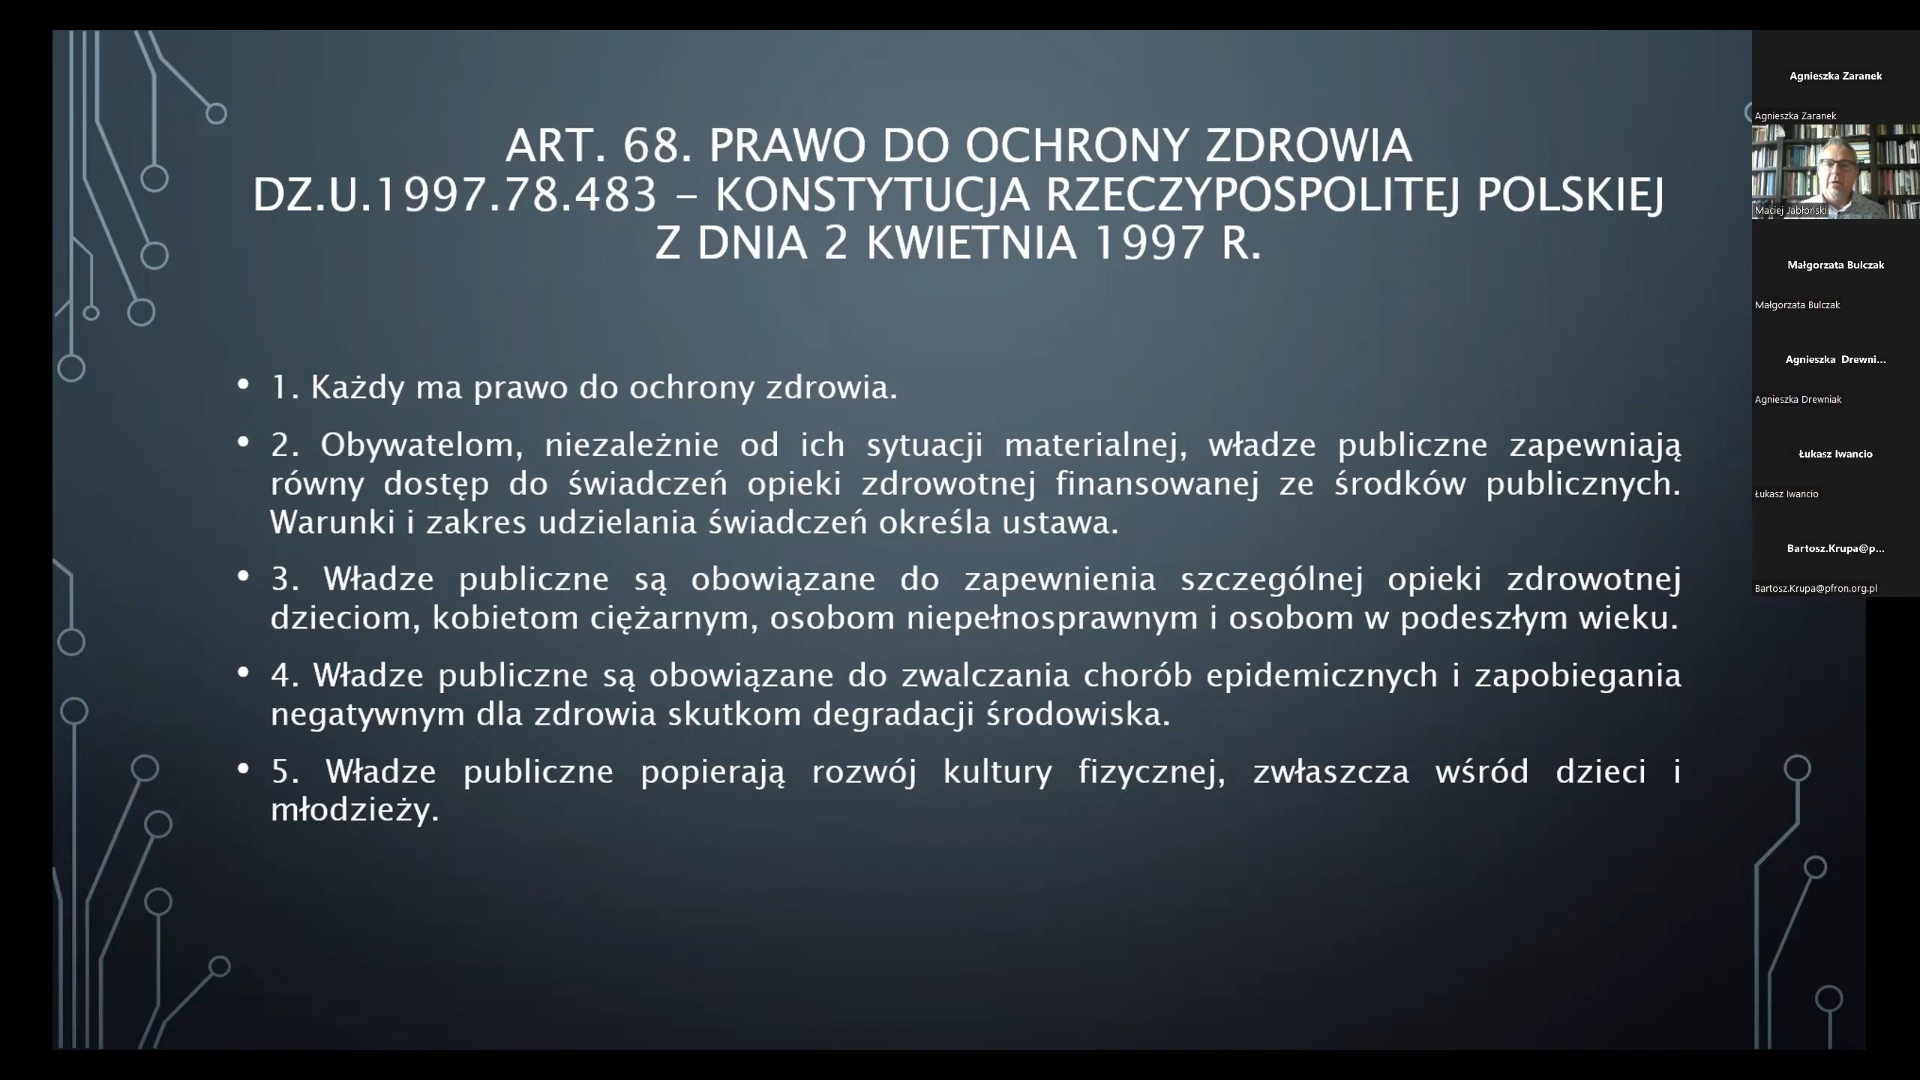 ART. 68. PRAWO DO OCHRONY ZDROWIA
DZ.U.1997.78.483 – KONSTYTUCJA RZECZYPOSPOLITEJ POLSKIEJ
Z DNIA 2 KWIETNIA 1997 R.
• 1. Każdy ma prawo do ochrony zdrowia.
• 2. Obywatelom, niezależnie od ich sytuacji materialnej, władze publiczne zapewniają
równy dostęp do świadczeń opieki zdrowotnej finansowanej ze środków publicznych.
Warunki i zakres udzielania świadczeń określa ustawa.
• 3. Władze publiczne są obowiązane do zapewnienia szczególnej opieki zdrowotnej
dzieciom, kobietom ciężarnym, osobom niepełnosprawnym i osobom w podeszłym wieku.
• 4. Władze publiczne są obowiązane do zwalczania chorób epidemicznych i zapobiegania
negatywnym dla zdrowia skutkom degradacji środowiska.
• 5. Władze publiczne popierają rozwój kultury fizycznej, zwłaszcza wśród dzieci i
młodzieży.
Agnieszka Zaranek
Agnieszka Zaranek
Maciej Jabłoński
Małgorzata Bulczak
Małgorzata Bulczak
Agnieszka Drewni...
Agnieszka Drewniak
Łukasz Iwancio
Łukasz Iwancio
Bartosz.Krupa@p...
Bartosz.Krupa@pfron.org.pl